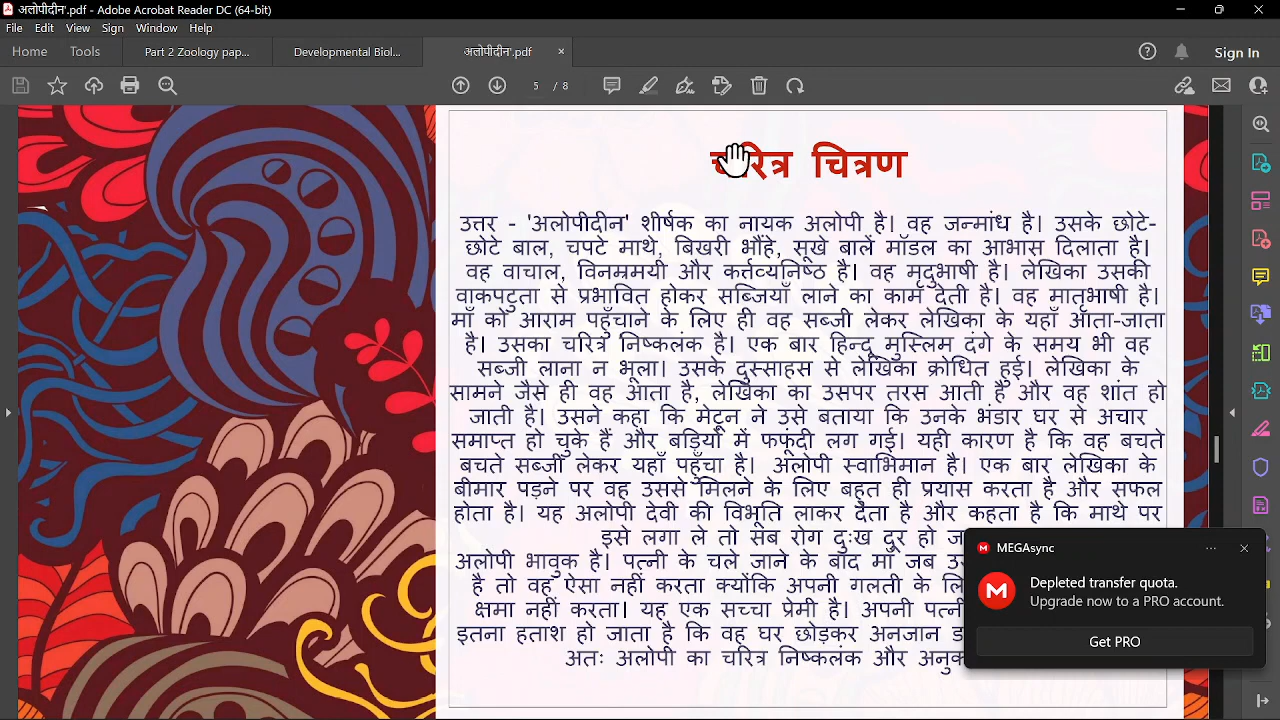 अलोपीदीन'.pdf - Adobe Acrobat Reader DC (64-bit)
File Edit View Sign Window Help
Home Tools Part 2 Zoology pap... Developmental Biol... अलोपीदीन'.pdf × Sign In
5 / 8
चित्रण
उत्तर - 'अलोपीदीन' शीर्षक का नायक अलोपी है। वह जन्मांध है। उसके छोटे-
छोटे बाल, चपटे माथे, बिखरी भौंहे, सूखे बालें मॉडल का आभास दिलाता है।
वह वाचाल, विनम्रमयी और कर्त्तव्यनिष्ठ है। वह मृदुभाषी है। लेखिका उसकी
वाकपटुता से प्रभावित होकर सब्जियाँ लाने का काम देती है। वह मातृभाषी है।
माँ को आराम पहुँचाने के लिए ही वह सब्जी लेकर लेखिका के यहाँ आता-जाता
है। उसका चरित्र निष्कलंक है। एक बार हिन्दू मुस्लिम दंगे के समय भी वह
सब्जी लाना न भूला। उसके दुस्साहस से लेखिका क्रोधित हुई। लेखिका के
सामने जैसे ही वह आता है, लेखिका का उसपर तरस आती है और वह शांत हो
जाती है। उसने कहा कि मेट्रन ने उसे बताया कि उनके भंडार घर से अचार
समाप्त हो चुके हैं और बड़ियों में फफूंदी लग गई। यही कारण है कि वह बचते
बचते सब्जी लेकर यहाँ पहुँचा है। अलोपी स्वाभिमान है। एक बार लेखिका के
बीमार पड़ने पर वह उससे मिलने के लिए बहुत ही प्रयास करता है और सफल
होता है। यह अलोपी देवी की विभूति लाकर देता है और कहता है कि माथे पर
इसे लगा ले तो सब रोग दुःख दूर हो
अलोपी भावुक है। पत्नी के चले जाने के बाद माँ जब
है तो वह ऐसा नहीं करता क्योंकि अपनी गलती के
क्षमा नहीं करता। यह एक सच्चा प्रेमी है। अपनी
इतना हताश हो जाता है कि वह घर छोड़कर अनजान
अतः अलोपी का चरित्र निष्कलंक और
MEGAsync
Depleted transfer quota.
Upgrade now to a PRO account.
Get PRO